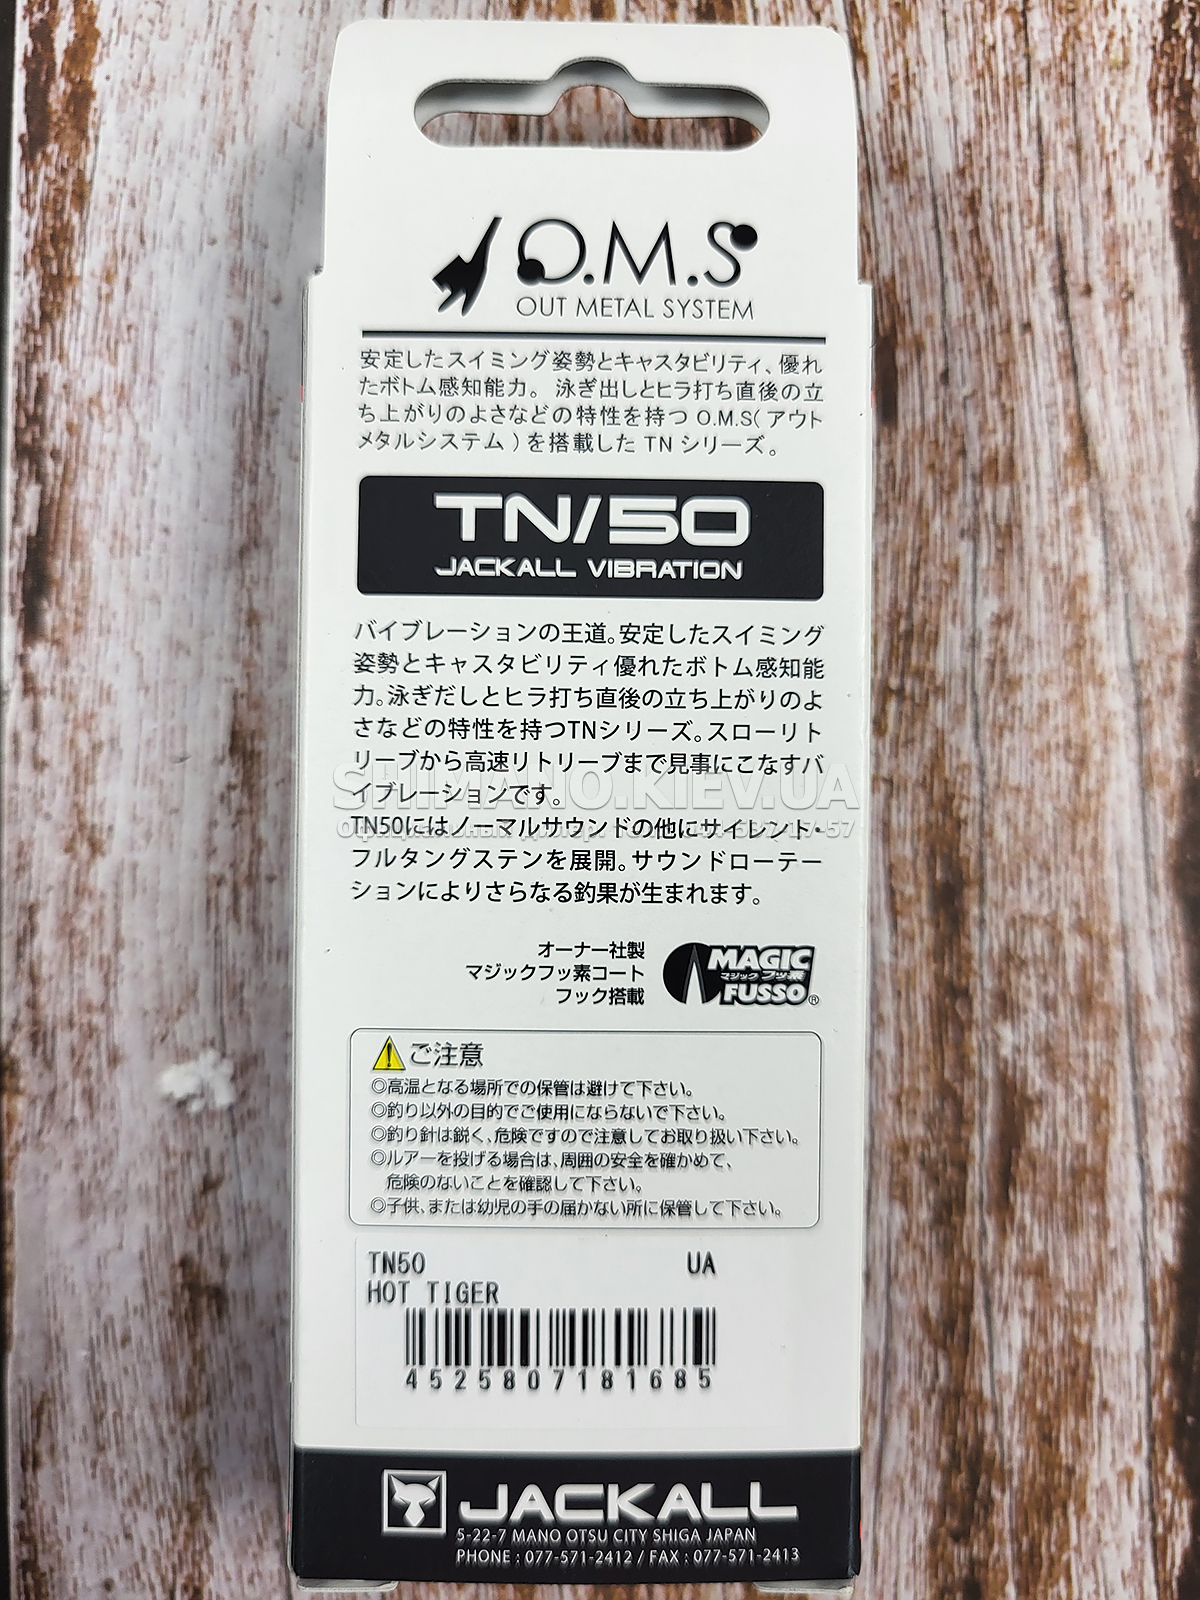 O.M.S
OUT METAL SYSTEM
安定したスイミング姿勢とキャスタビリティ、優れ
たボトム感知能力。泳ぎ出しとヒラ打ち直後の立
ち上がりのよさなどの特性を持つ O.M.S(アウト
メタルシステム)を搭載した TN シリーズ。
TN/50
JACKALL VIBRATION
バイブレーションの王道。安定したスイミング
姿勢とキャスタビリティ優れたボトム感知能
力。泳ぎだしとヒラ打ち直後の立ち上がりのよ
さなどの特性を持つTNシリーズ。スローリト
リーブから高速リトリーブまで見事にこなすバ
イブレーションです。
SHIMANO.KIEV.UA
TN50にはノーマルサウンドの他にサイレント・
フルタングステンを展開。サウンドローテー
ションによりさらなる釣果が生まれます。
オーナー社製
マジックフッ素コート
フック搭載
MAGIC
マジックフッ素
FUSSO®
ご注意
◎高温となる場所での保管は避けて下さい。
◎釣り以外の目的でご使用にならないで下さい。
◎釣り針は鋭く、危険ですので注意してお取り扱い下さい。
◎ルアーを投げる場合は、周囲の安全を確かめて、
危険のないことを確認して下さい。
◎子供、または幼児の手の届かない所に保管して下さい。
TN50 UA
HOT TIGER
4525807181685
JACKALL
5-22-7 MANO OTSU CITY SHIGA JAPAN
PHONE : 077-571-2412 / FAX : 077-571-2413